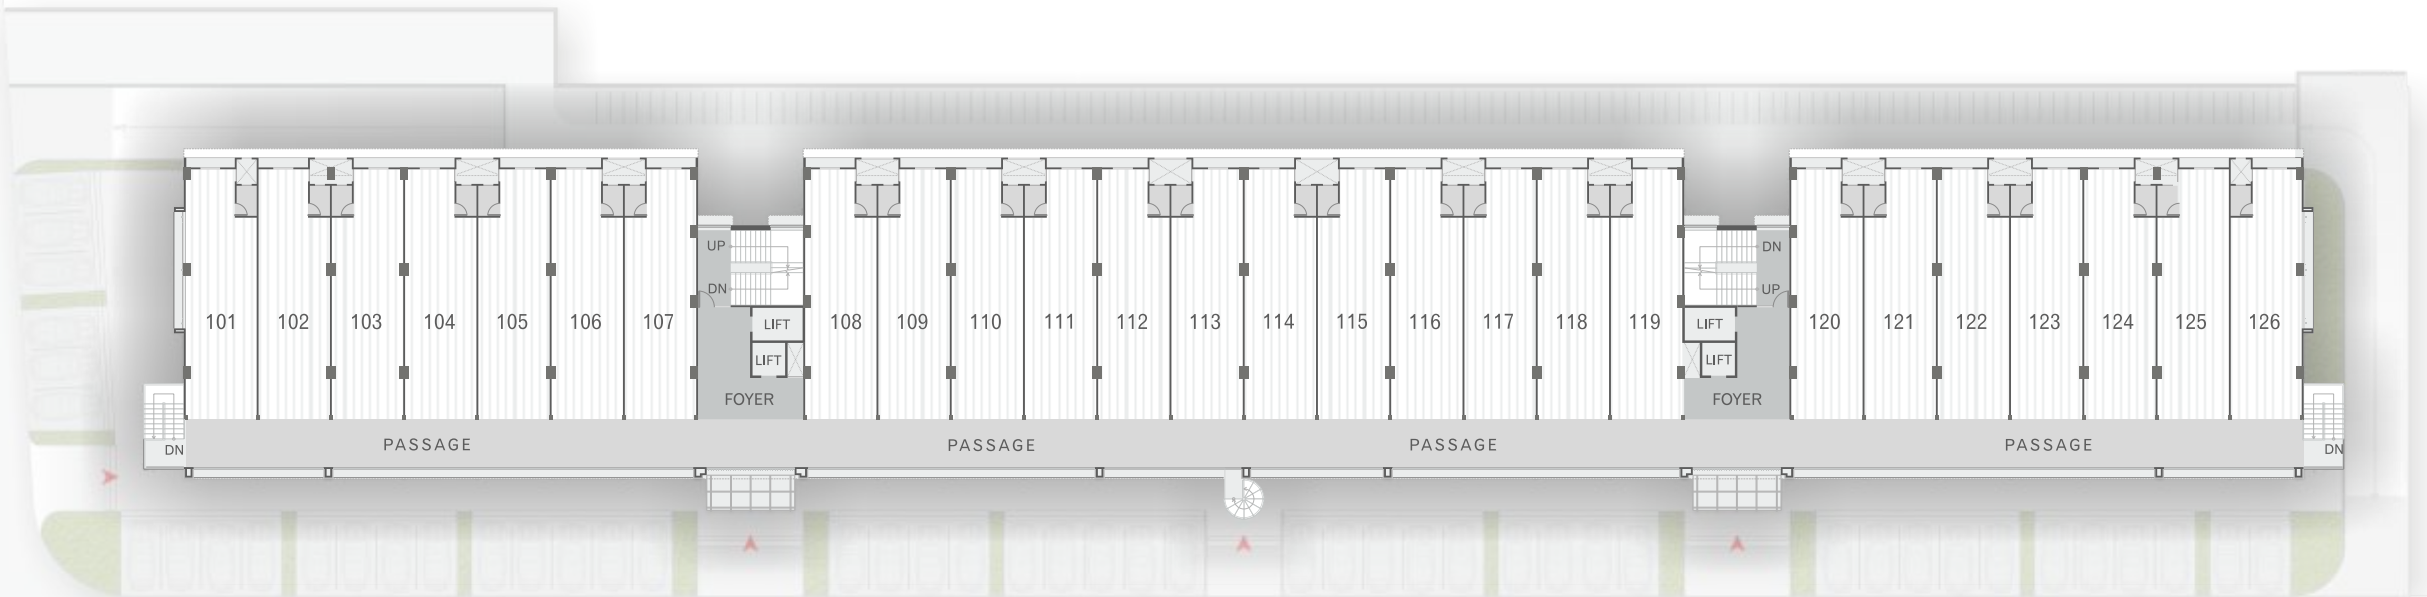 UP
DN
DN
UP
101 102 103 104 105 106 107
LIFT
108 109 110 111 112 113 114 115 116 117 118 119
LIFT
120 121 122 123 124 125 126
LIFT
LIFT
FOYER
FOYER
DN
PASSAGE
PASSAGE
PASSAGE
PASSAGE
DN